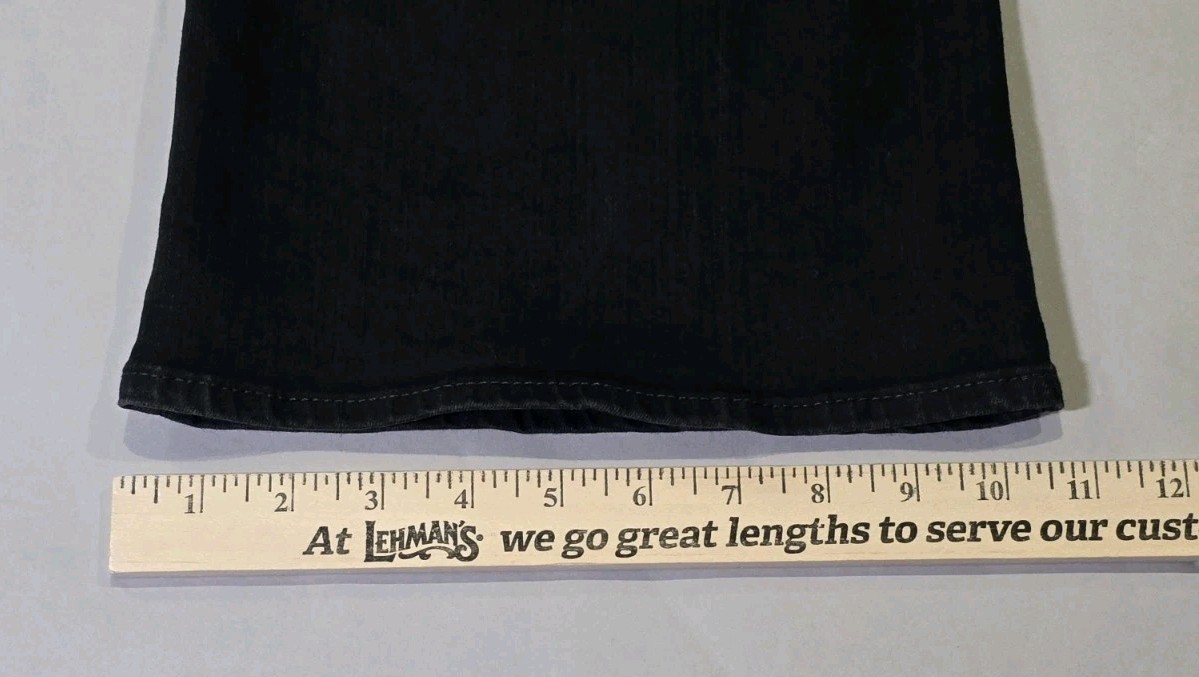 1 2 3 4 5 6 7 8 9 10 11 12
At LEHMAN'S. we go great lengths to serve our cust